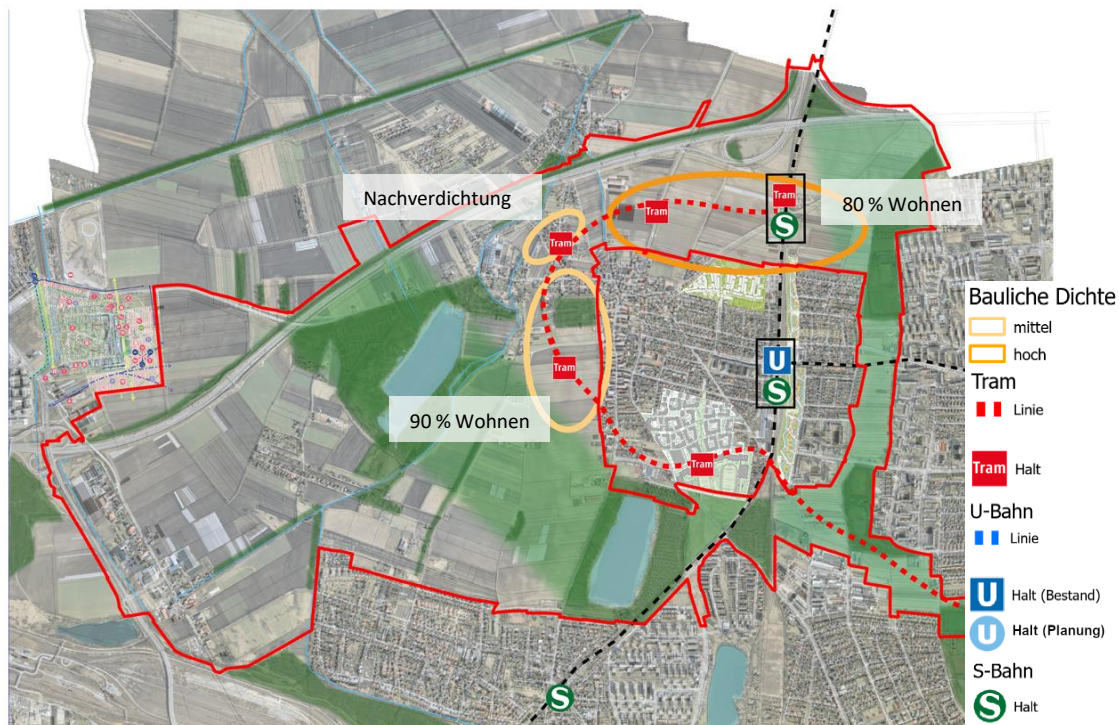 Nachverdichtung
Tram
Tram
Tram
S
80 % Wohnen
Tram
U
S
90 % Wohnen
Tram
S
Bauliche Dichte
mittel
hoch
Tram
Linie
Tram Halt
U-Bahn
Linie
U Halt (Bestand)
U Halt (Planung)
S-Bahn
S Halt